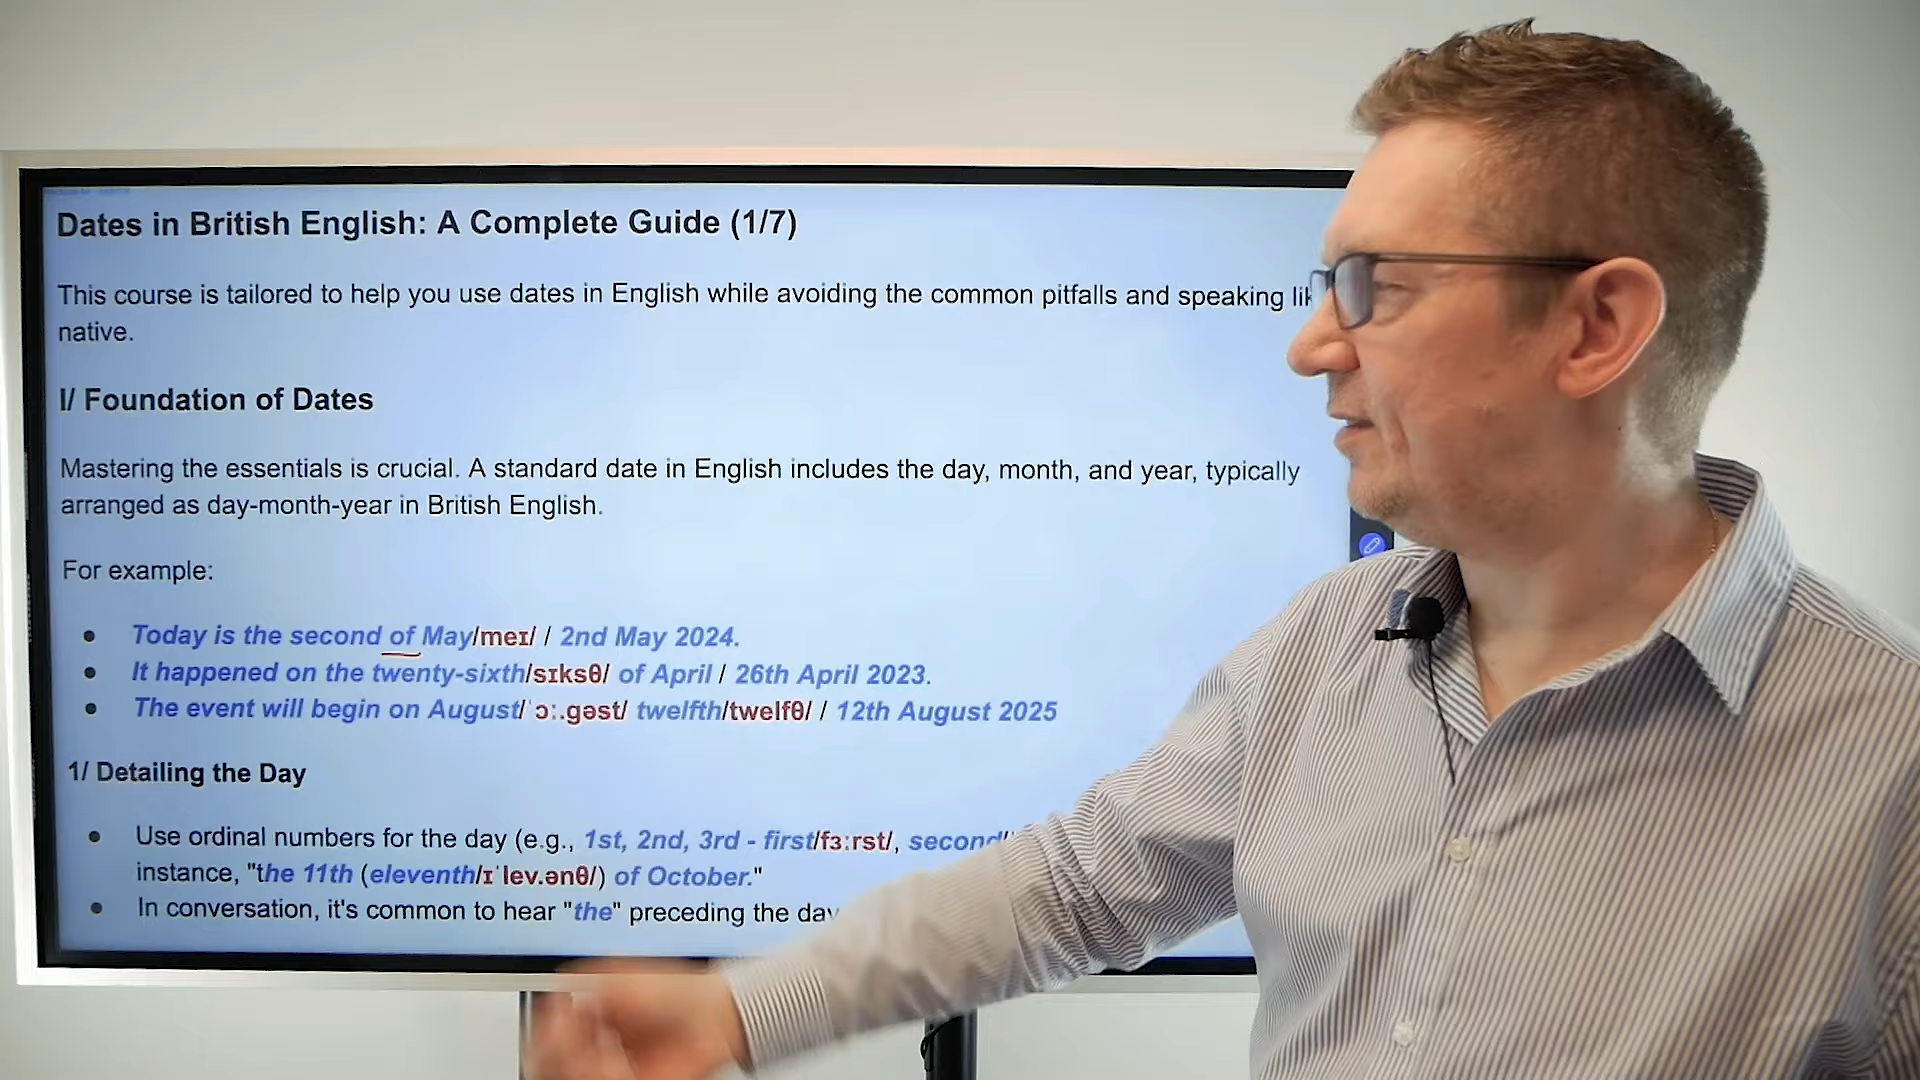 Dates in British English: A Complete Guide (1/7)
This course is tailored to help you use dates in English while avoiding the common pitfalls and speaking
native.
I/ Foundation of Dates
Mastering the essentials is crucial. A standard date in English includes the day, month, and year, typically
arranged as day-month-year in British English.
For example:
● Today is the second of May/meɪ/ / 2nd May 2024.
● It happened on the twenty-sixth/sɪksθ/ of April / 26th April 2023.
● The event will begin on August/ˈɔː.gəst/ twelfth/twelfθ/ / 12th August 2025
1/ Detailing the Day
● Use ordinal numbers for the day (e.g., 1st, 2nd, 3rd - first/fɜːrst/, second/
instance, "the 11th (eleventh/ɪˈlev.ənθ/) of October."
● In conversation, it's common to hear "the" preceding the day